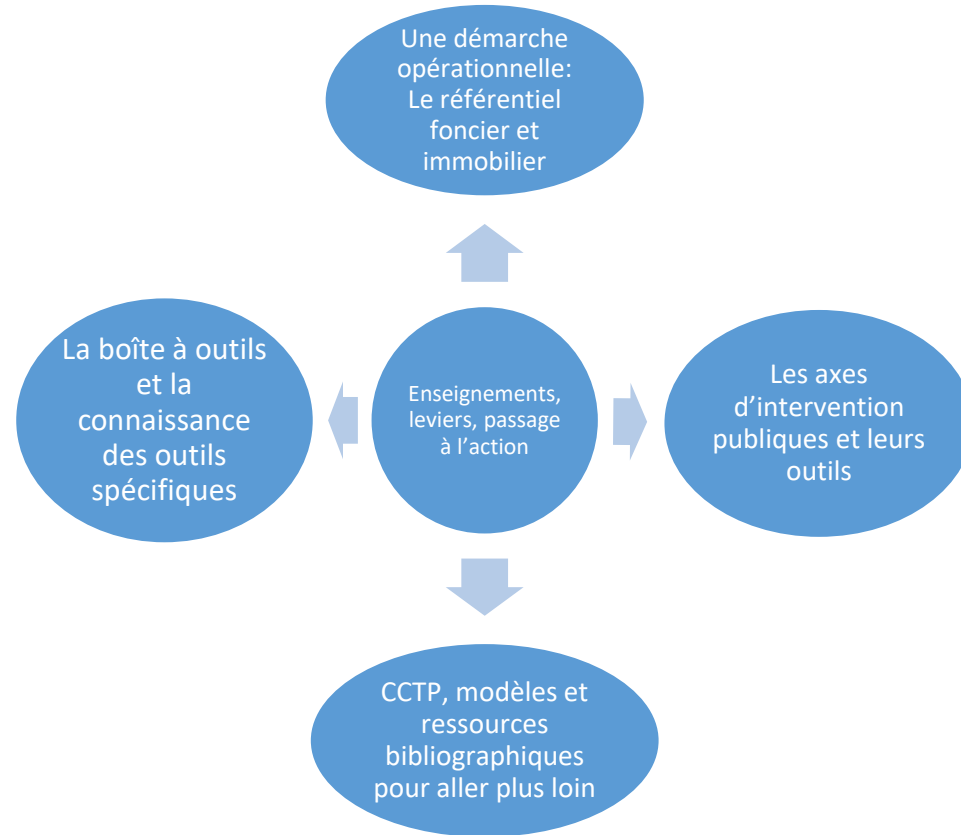 Une démarche
opérationnelle:
Le référentiel
foncier et
immobilier
La boîte à outils
et la
connaissance
des outils
spécifiques
Enseignements,
leviers, passage
à l’action
Les axes
d’intervention
publiques et leurs
outils
CCTP, modèles et
ressources
bibliographiques
pour aller plus loin